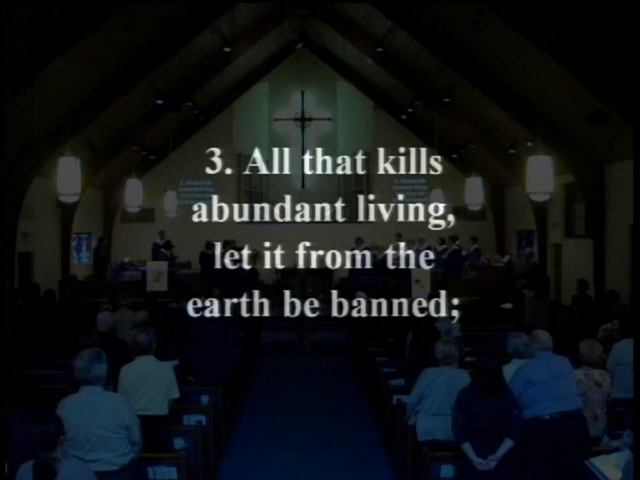 3. All that kills
abundant living,
let it from the
earth be banned;